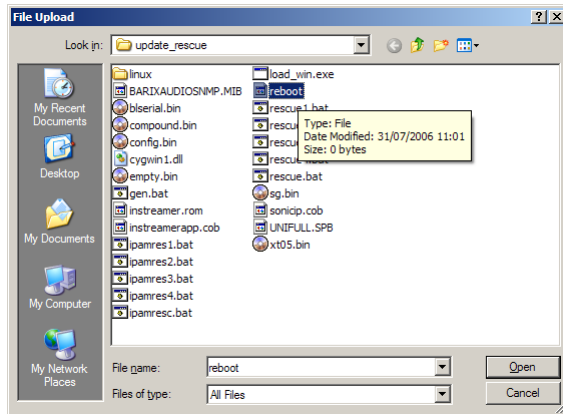 File Upload
Look in:
update_rescue
My Recent
Documents
Desktop
My Documents
My Computer
My Network
Places
linux
BARIXAUDIOSNMP.MIB
blserial.bin
compound.bin
config.bin
cygwin1.dll
empty.bin
gen.bat
instreamer.rom
instreamerapp.cob
ipamres1.bat
ipamres2.bat
ipamres3.bat
ipamres4.bat
ipamresc.bat
load_win.exe
reboot
rescue1.bat
rescu
rescu
rescue
rescue.bat
sg.bin
sonicip.cob
UNIFULL.SPB
xt05.bin
Type: File
Date Modified: 31/07/2006 11:01
Size: 0 bytes
File name:
reboot
Open
Files of type:
All Files
Cancel